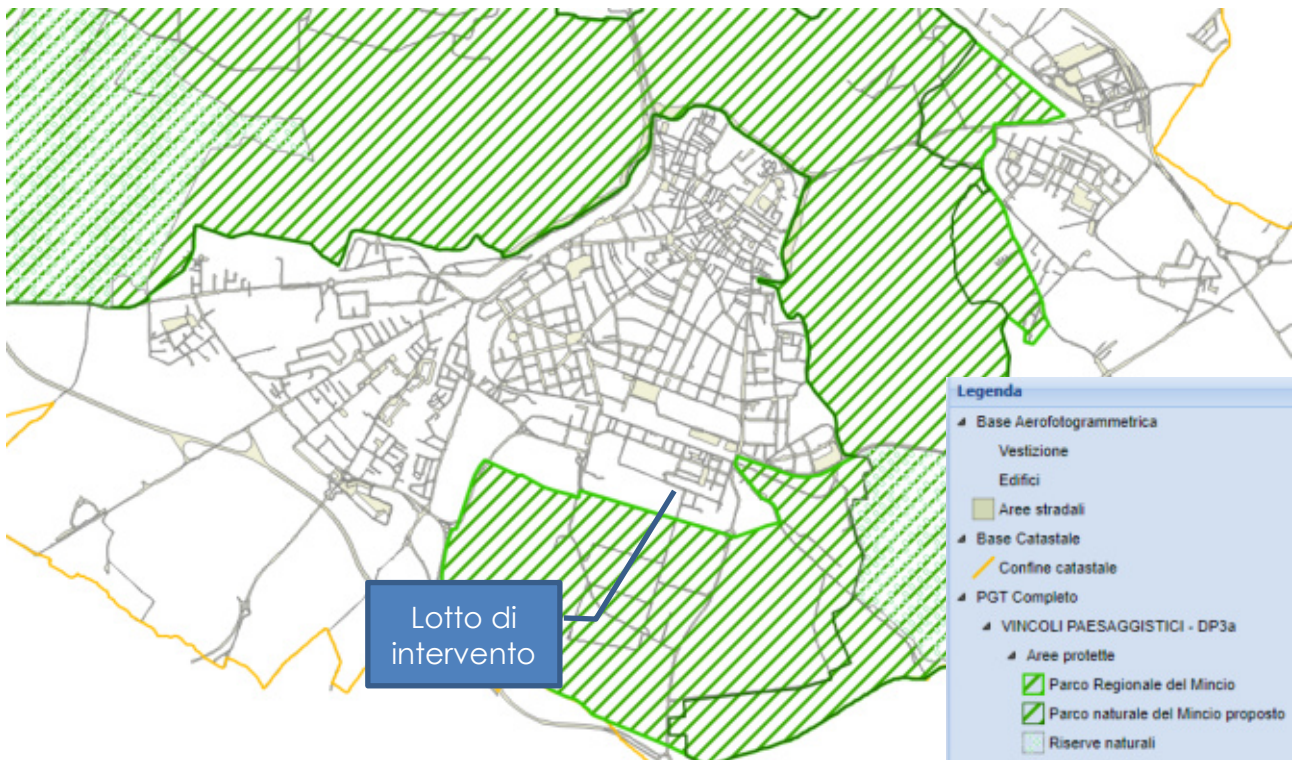 Lotto di
intervento
Legenda
Base Aerofotogrammetrica
Vestizione
Edifici
Aree stradali
Base Catastale
Confine catastale
PGT Completo
VINCOLI PAESAGGISTICI - DP3a
Aree protette
Parco Regionale del Mincio
Parco naturale del Mincio proposto
Riserve naturali